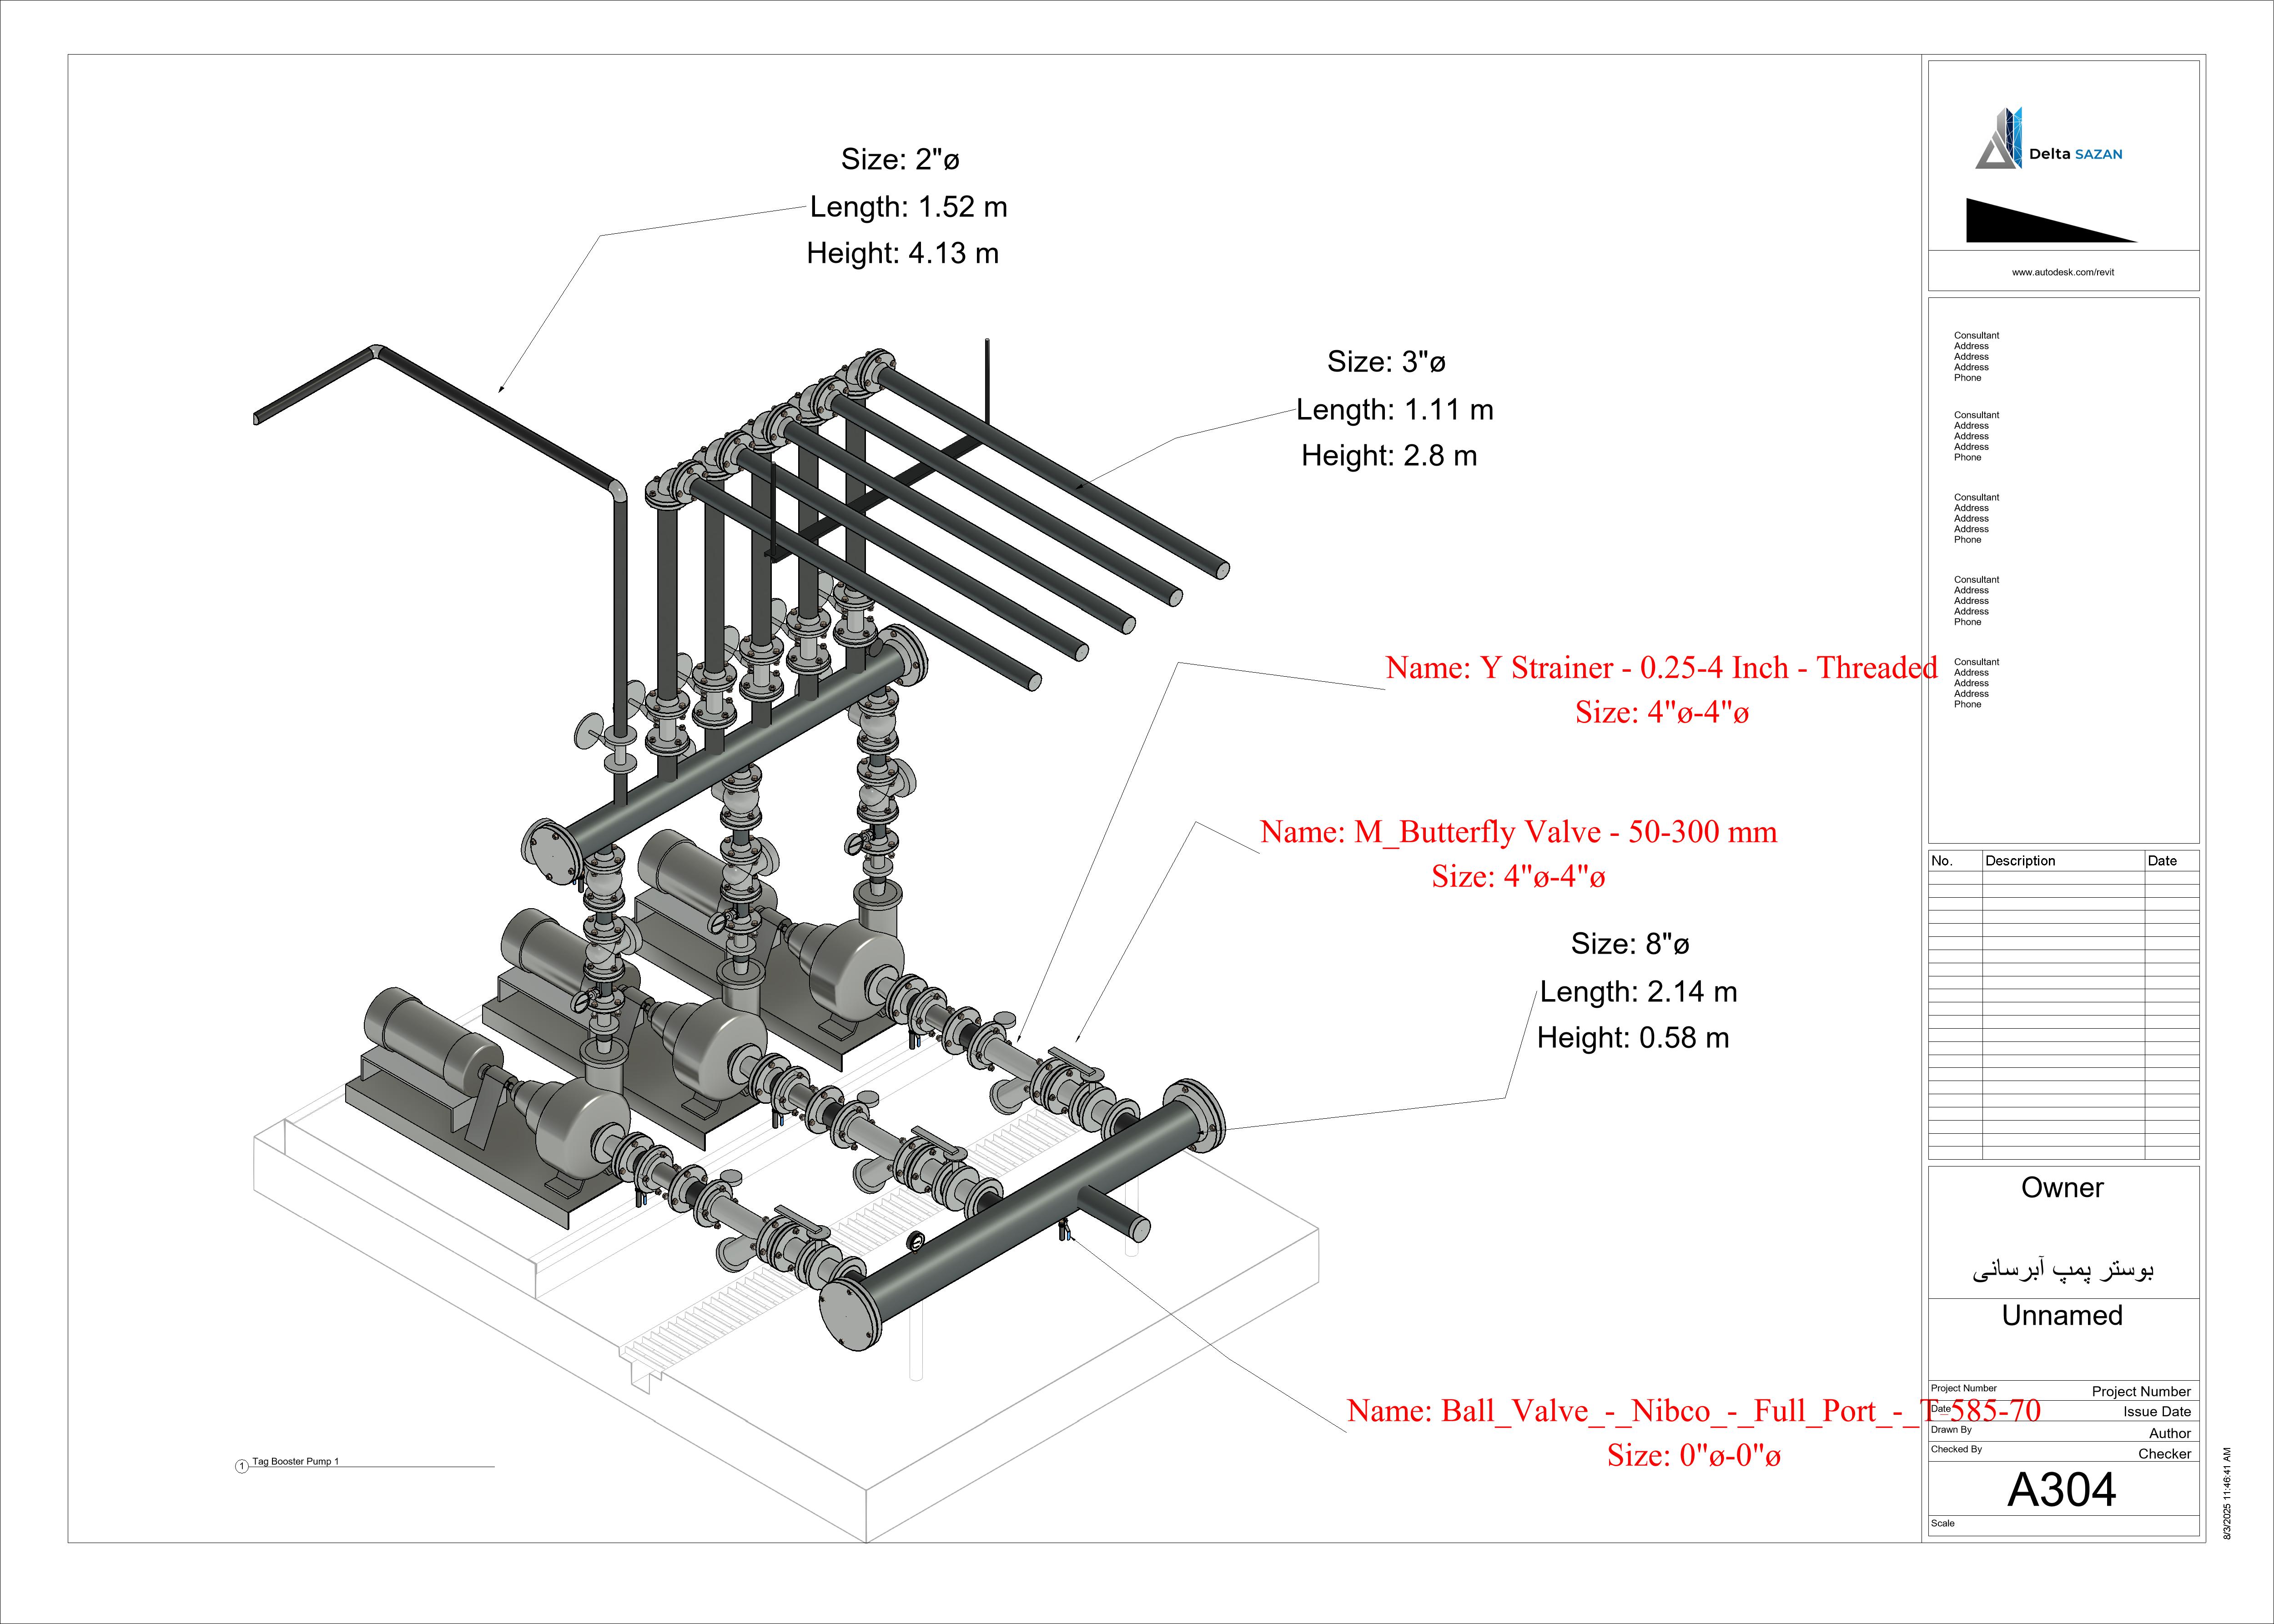 Size: 2"ø
Length: 1.52 m
Height: 4.13 m
Size: 3"ø
Length: 1.11 m
Height: 2.8 m
Name: Y Strainer - 0.25-4 Inch - Threaded
Size: 4"ø-4"ø
Name: M_Butterfly Valve - 50-300 mm
Size: 4"ø-4"ø
Size: 8"ø
Length: 2.14 m
Height: 0.58 m
Name: Ball_Valve_-_Nibco_-_Full_Port_-_T-585-70
Size: 0"ø-0"ø
1 Tag Booster Pump 1
Delta SAZAN
www.autodesk.com/revit
Consultant
Address
Address
Address
Phone
Consultant
Address
Address
Address
Phone
Consultant
Address
Address
Address
Phone
Consultant
Address
Address
Address
Phone
Consultant
Address
Address
Address
Phone
No. Description Date
Owner
بوستر پمپ آبرسانی
Unnamed
Project Number Project Number
Date Issue Date
Drawn By Author
Checked By Checker
A304
Scale
8/3/2025 11:46:41 AM